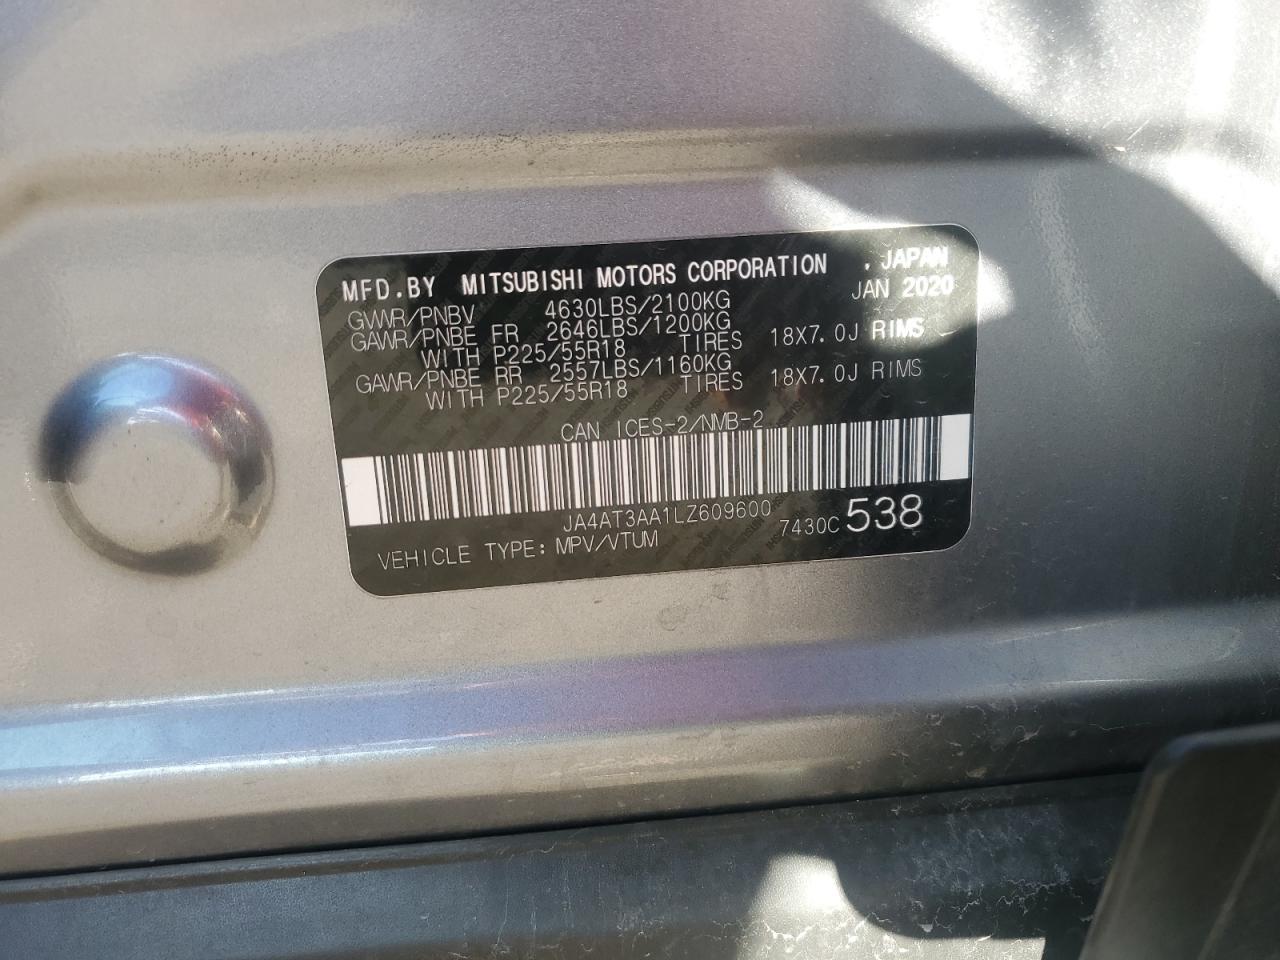 MFD.BY MITSUBISHI MOTORS CORPORATION , JAPAN
GVWR/PNBV 4630LBS/2100KG JAN 2020
GAWR/PNBE FR 2646LBS/1200KG
WITH P225/55R18 TIRES 18X7.0J RIMS
GAWR/PNBE RR 2557LBS/1160KG
WITH P225/55R18 TIRES 18X7.0J RIMS
CAN ICES-2/NMB-2
JA4AT3AA1LZ609600
7430C 538
VEHICLE TYPE: MPV/VTUM